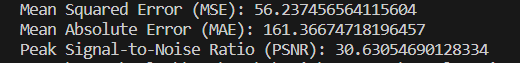 Mean Squared Error (MSE): 56.237456564115604
Mean Absolute Error (MAE): 161.36674718196457
Peak Signal-to-Noise Ratio (PSNR): 30.63054690128334